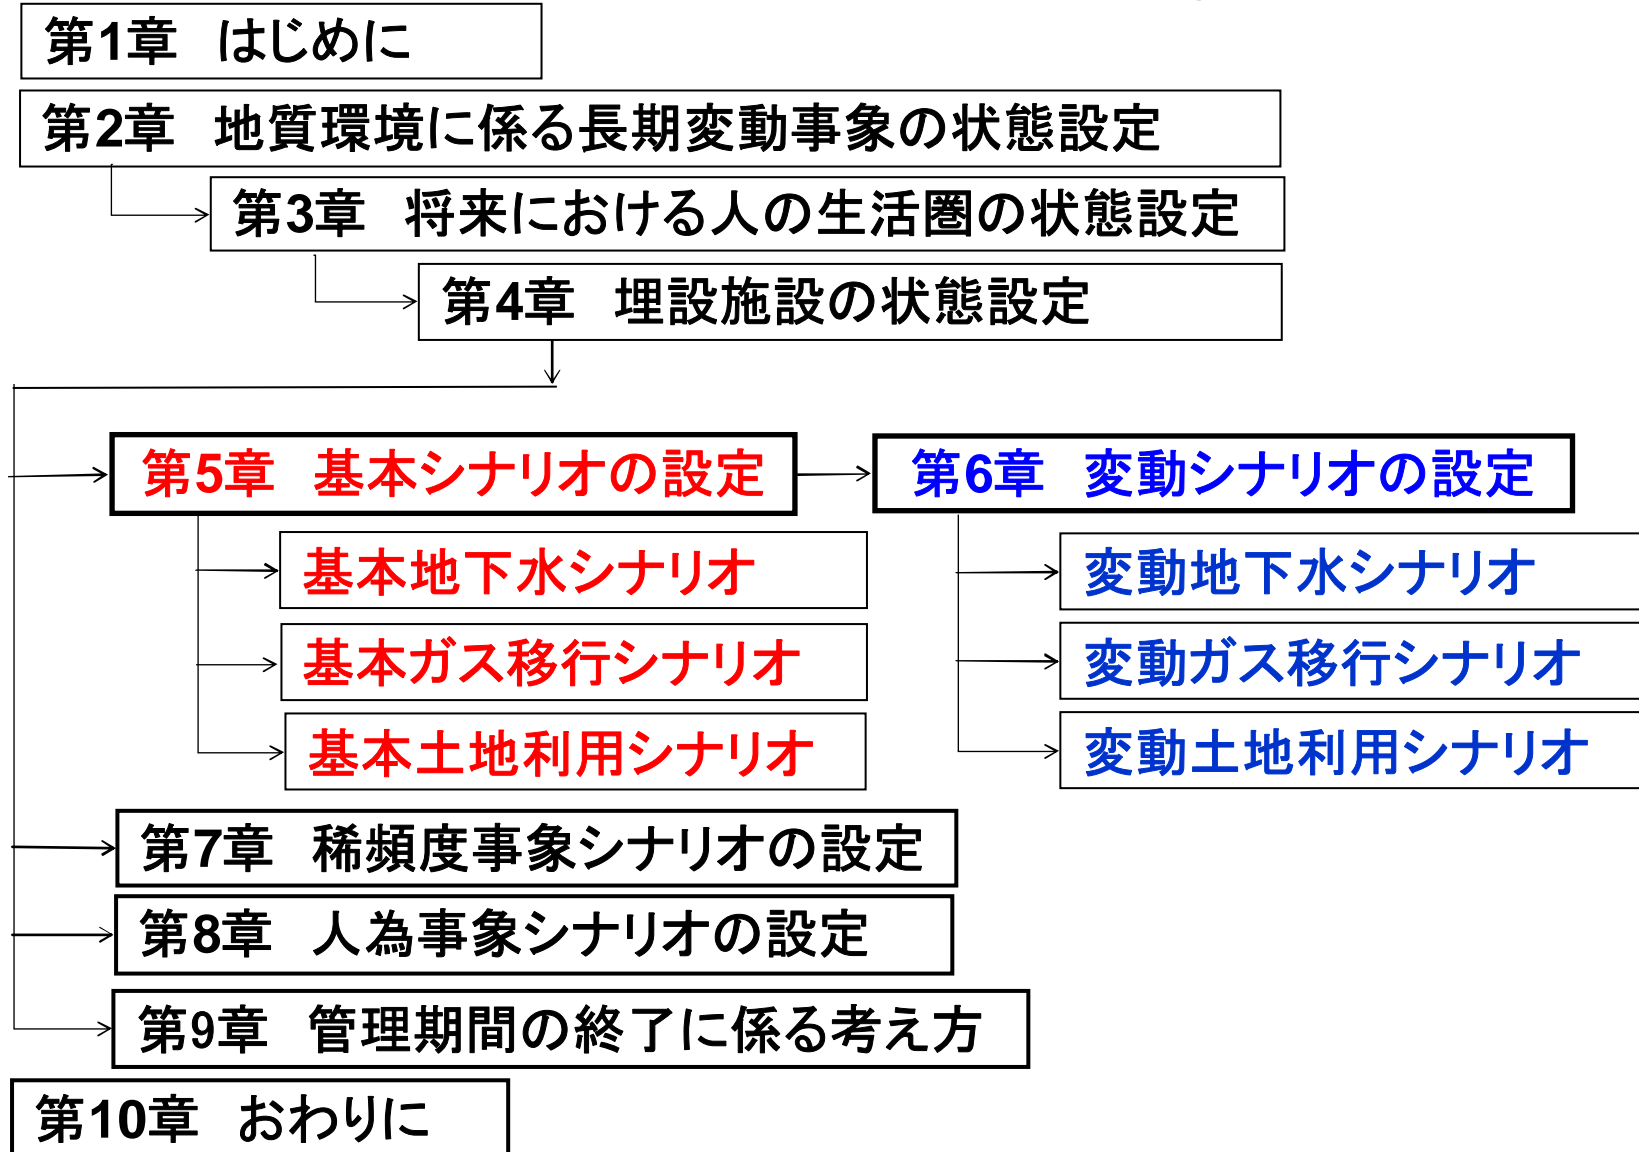 第1章　はじめに
第2章　地質環境に係る長期変動事象の状態設定
第3章　将来における人の生活圏の状態設定
第4章　埋設施設の状態設定
第5章　基本シナリオの設定
第6章　変動シナリオの設定
基本地下水シナリオ
変動地下水シナリオ
基本ガス移行シナリオ
変動ガス移行シナリオ
基本土地利用シナリオ
変動土地利用シナリオ
第7章　稀頻度事象シナリオの設定
第8章　人為事象シナリオの設定
第9章　管理期間の終了に係る考え方
第10章　おわりに